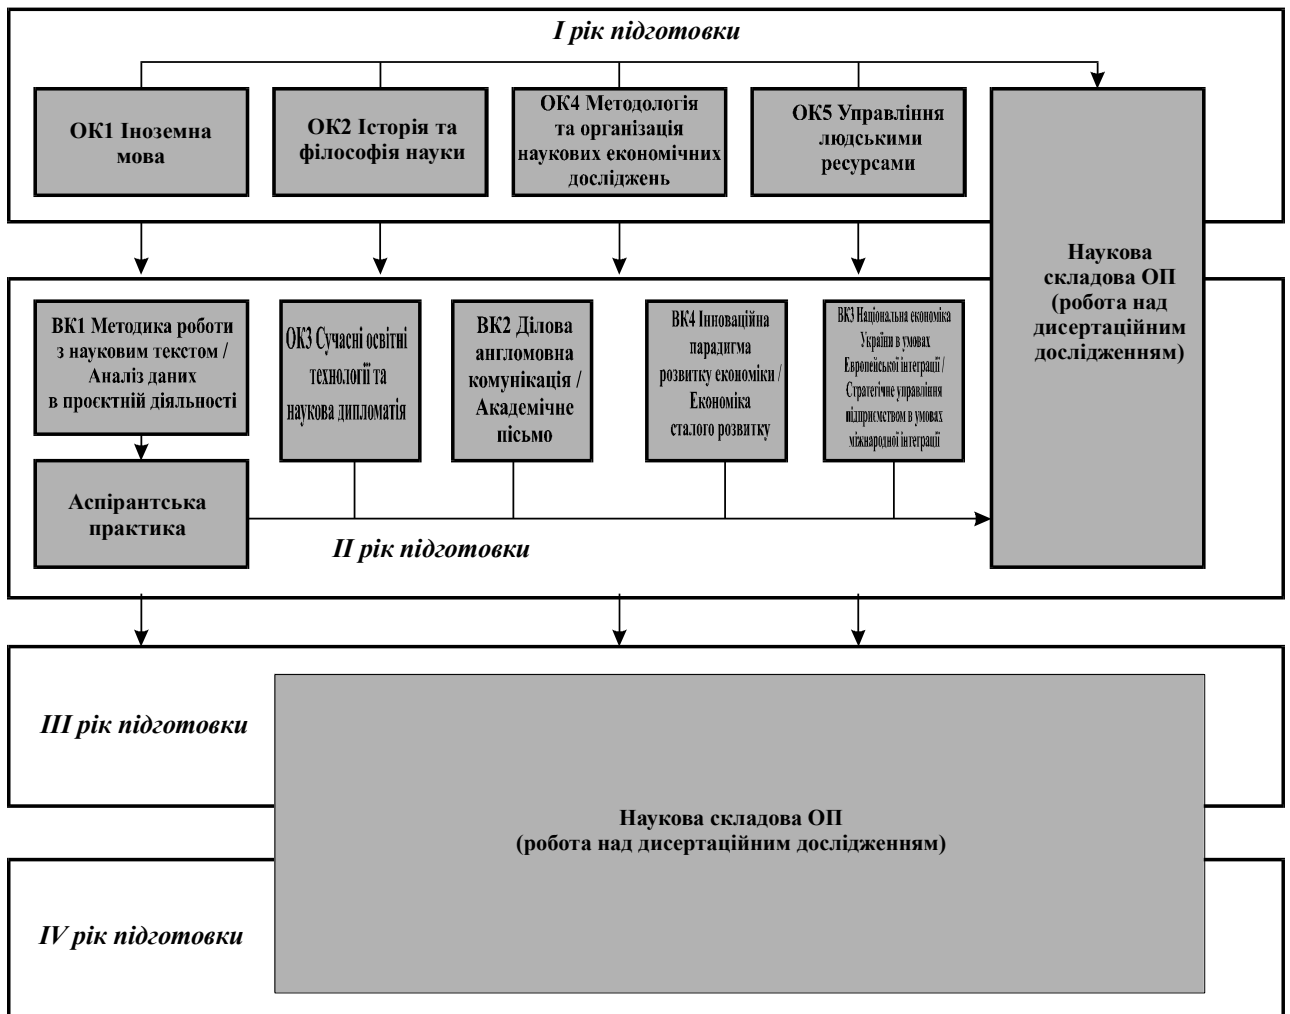 I рік підготовки
ОК1 Іноземна
мова
ОК2 Історія та
філософія науки
ОК4 Методологія
та організація
наукових економічних
досліджень
ОК5 Управління
людськими
ресурсами
Наукова
складова ОП
(робота над
дисертаційним
дослідженням)
ВК1 Методика роботи
з науковим текстом /
Аналіз даних
в проєктній діяльності
ОК3 Сучасні освітні
технології та
наукова дипломатія
ВК2 Ділова
англомовна
комунікація /
Академічне
пісьмо
ВК4 Інноваційна
парадигма
розвитку економіки /
Економіка
сталого розвитку
ВК3 Національна економіка
України в умовах
Европейської інтеграції /
Стратегічне управління
підприємством в умовах
міжнародної інтеграції
Аспірантська
практика
II рік підготовки
III рік підготовки
Наукова складова ОП
(робота над дисертаційним дослідженням)
IV рік підготовки